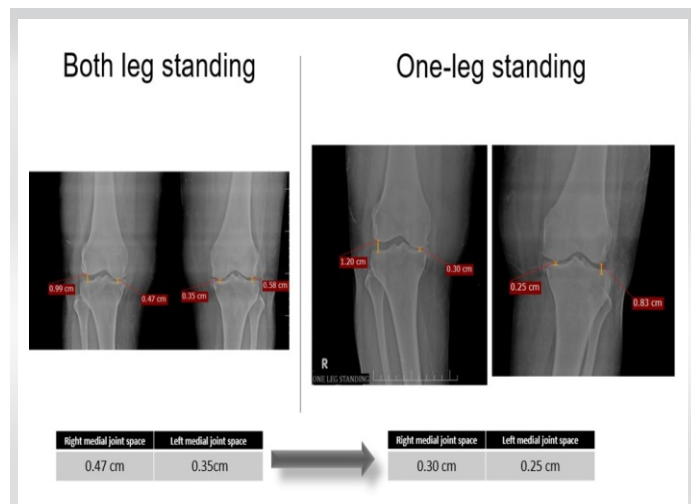 Both leg standing
One-leg standing
0.99 cm
0.47 cm
0.35 cm
0.58 cm
1.20 cm
0.30 cm
0.25 cm
0.83 cm
R
ONE LEG STANDING
Right medial joint space Left medial joint space
0.47 cm 0.35cm
Right medial joint space Left medial joint space
0.30 cm 0.25 cm